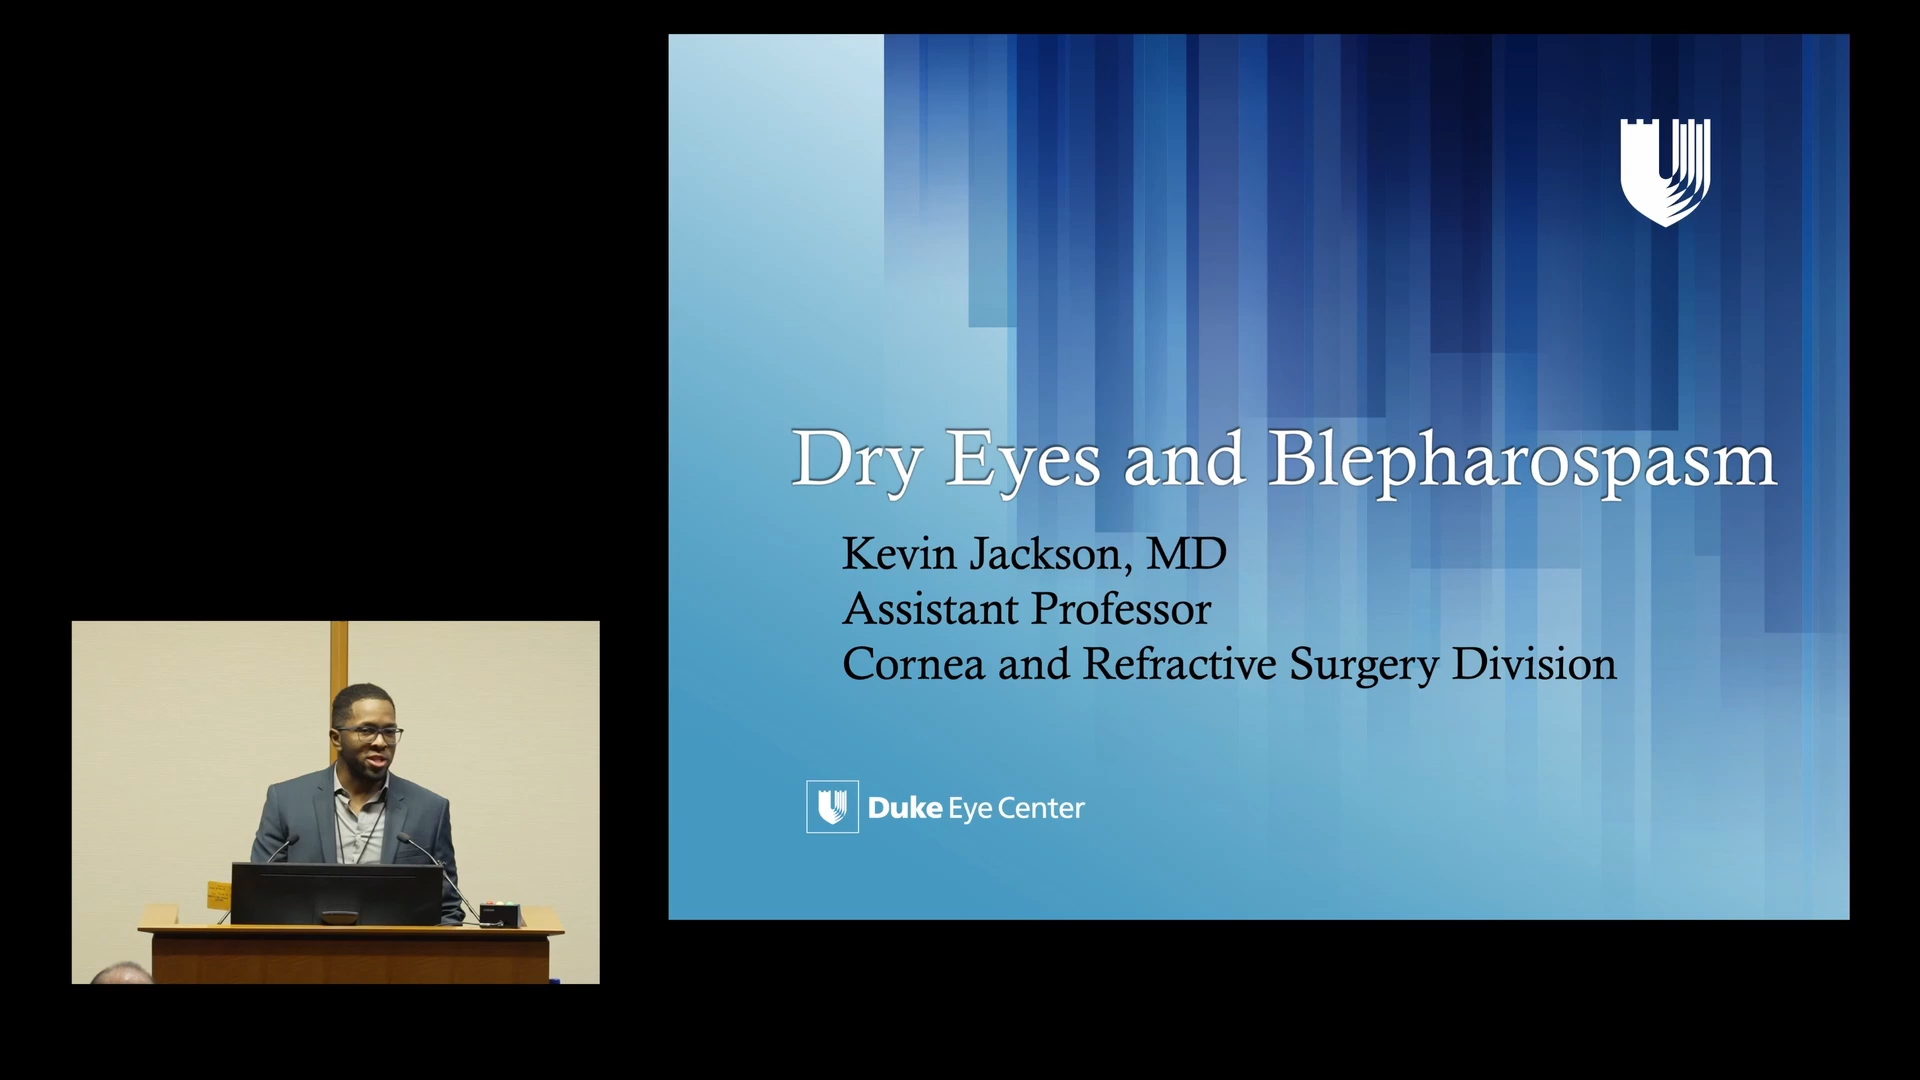 Dry Eyes and Blepharospasm
Kevin Jackson, MD
Assistant Professor
Cornea and Refractive Surgery Division
Duke Eye Center